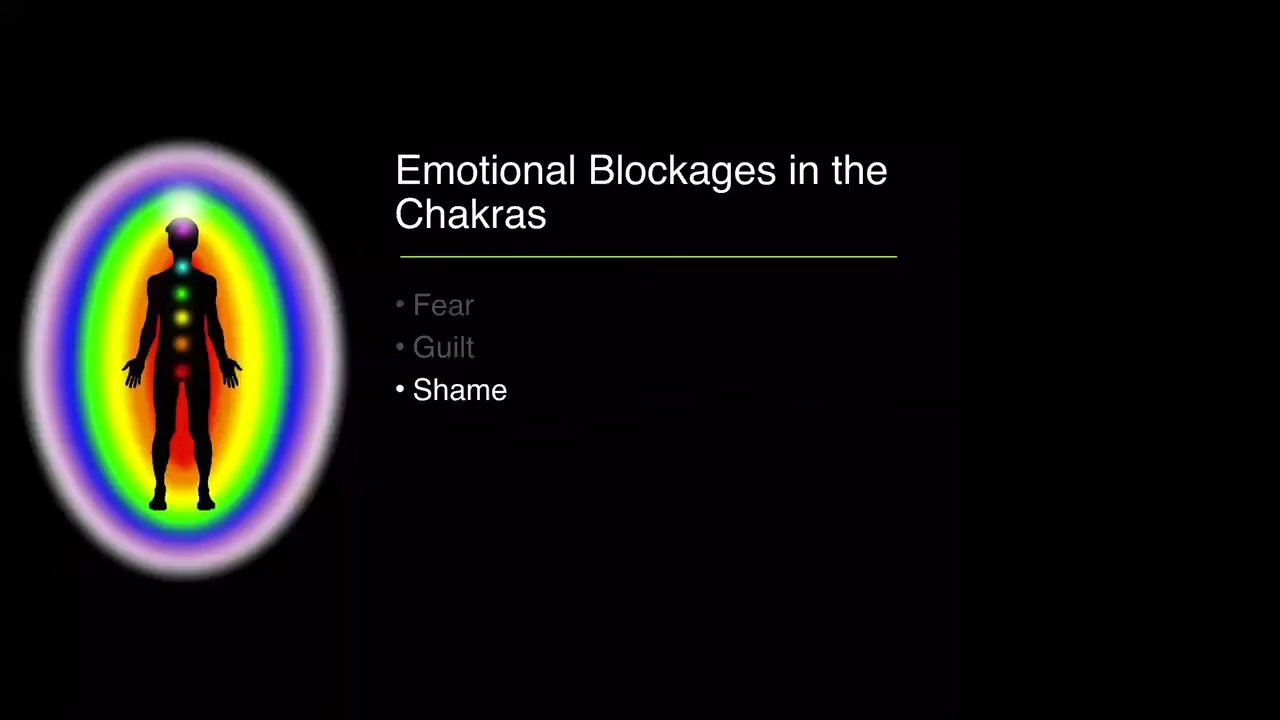 Emotional Blockages in the
Chakras
• Fear
• Guilt
• Shame